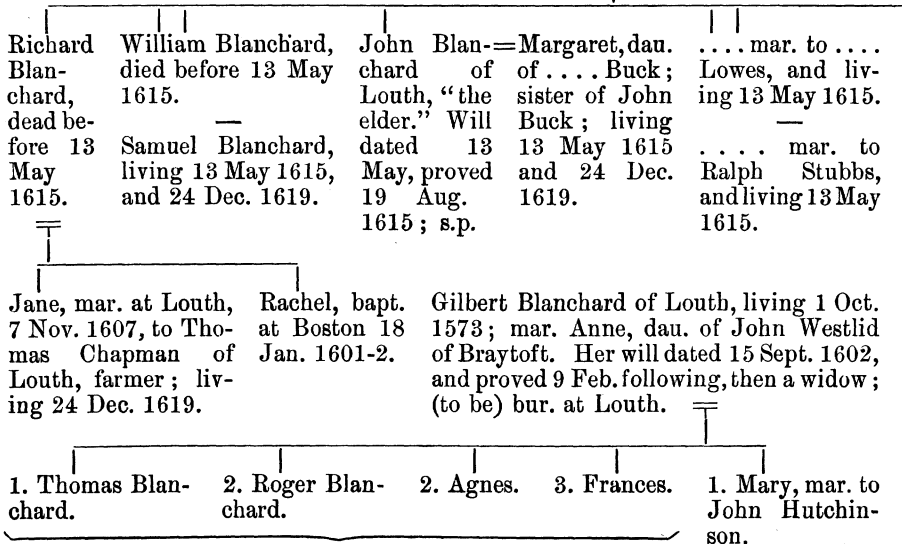 Richard
Blan-
chard,
dead be-
fore 13
May
1615.
William Blanchard,
died before 13 May
1615.
—
Samuel Blanchard,
living 13 May 1615,
and 24 Dec. 1619.
John Blan-
chard of
Louth, "the
elder." Will
dated 13
May, proved
19 Aug.
1615; s.p.
=Margaret, dau.
of .... Buck;
sister of John
Buck; living
13 May 1615
and 24 Dec.
1619.
.... mar. to ....
Lowes, and liv-
ing 13 May 1615.
—
.... mar. to
Ralph Stubbs,
and living 13 May
1615.
Jane, mar. at Louth,
7 Nov. 1607, to Tho-
mas Chapman of
Louth, farmer; liv-
ing 24 Dec. 1619.
Rachel, bapt.
at Boston 18
Jan. 1601-2.
Gilbert Blanchard of Louth, living 1 Oct.
1573; mar. Anne, dau. of John Westlid
of Braytoft. Her will dated 15 Sept. 1602,
and proved 9 Feb. following, then a widow;
(to be) bur. at Louth.
1. Thomas Blan-
chard.
2. Roger Blan-
chard.
2. Agnes.
3. Frances.
1. Mary, mar. to
John Hutchin-
son.